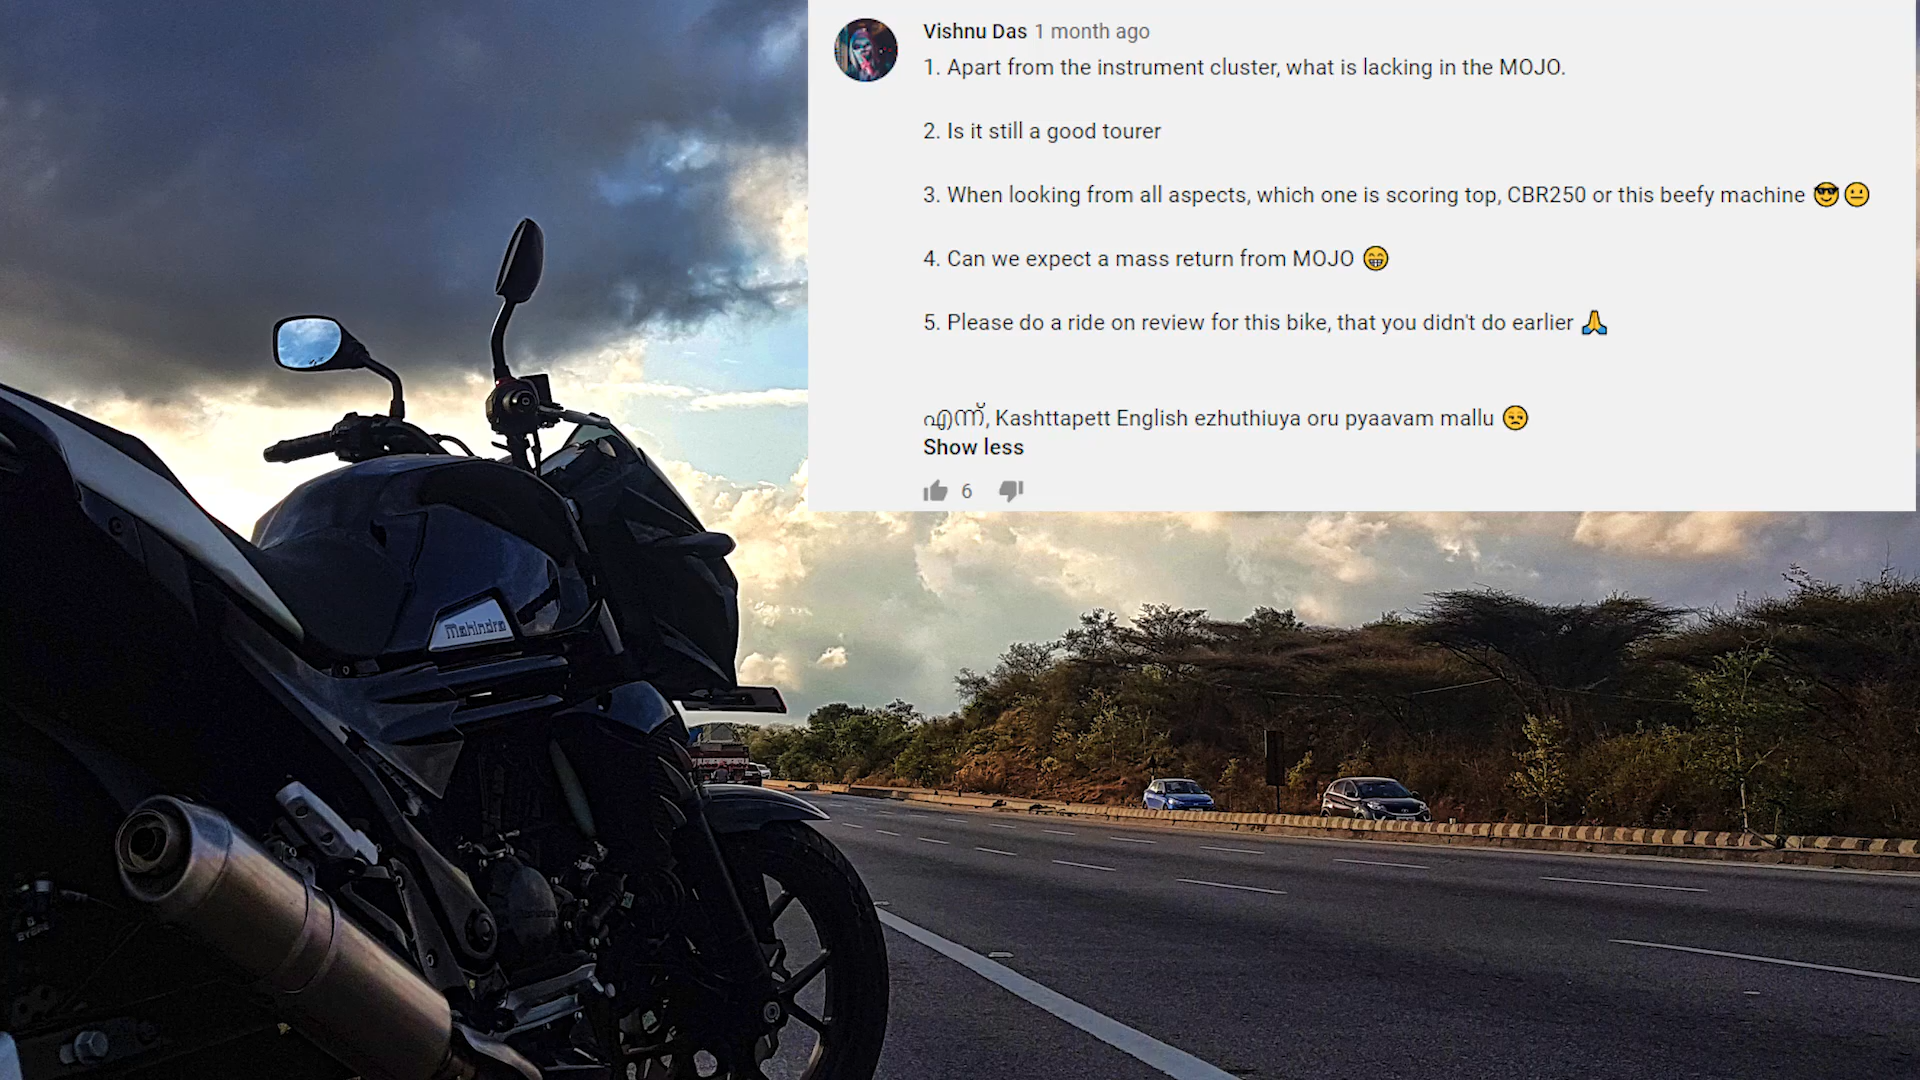 Vishnu Das 1 month ago
1. Apart from the instrument cluster, what is lacking in the MOJO.
2. Is it still a good tourer
3. When looking from all aspects, which one is scoring top, CBR250 or this beefy machine 😎😐
4. Can we expect a mass return from MOJO 😁
5. Please do a ride on review for this bike, that you didn't do earlier 🙏
എന്ന്, Kashttapett English ezhuthiuya oru pyaavam mallu 😞
Show less
6
Mahindra